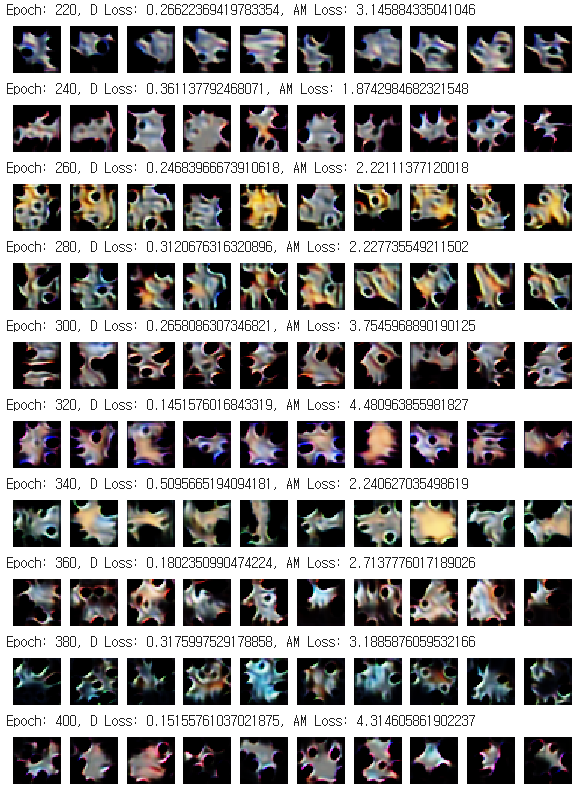 Epoch: 220, D Loss: 0.26622369419783354, AM Loss: 3.145884335041046
Epoch: 240, D Loss: 0.361137792468071, AM Loss: 1.8742984682321548
Epoch: 260, D Loss: 0.24683966673910618, AM Loss: 2.22111377120018
Epoch: 280, D Loss: 0.3120676316320896, AM Loss: 2.227735549211502
Epoch: 300, D Loss: 0.2658086307346821, AM Loss: 3.7545968890190125
Epoch: 320, D Loss: 0.1451576016843319, AM Loss: 4.480963855981827
Epoch: 340, D Loss: 0.5095665194094181, AM Loss: 2.240627035498619
Epoch: 360, D Loss: 0.1802350990474224, AM Loss: 2.7137776017189026
Epoch: 380, D Loss: 0.3175997529178858, AM Loss: 3.1885876059532166
Epoch: 400, D Loss: 0.15155761037021875, AM Loss: 4.314605861902237